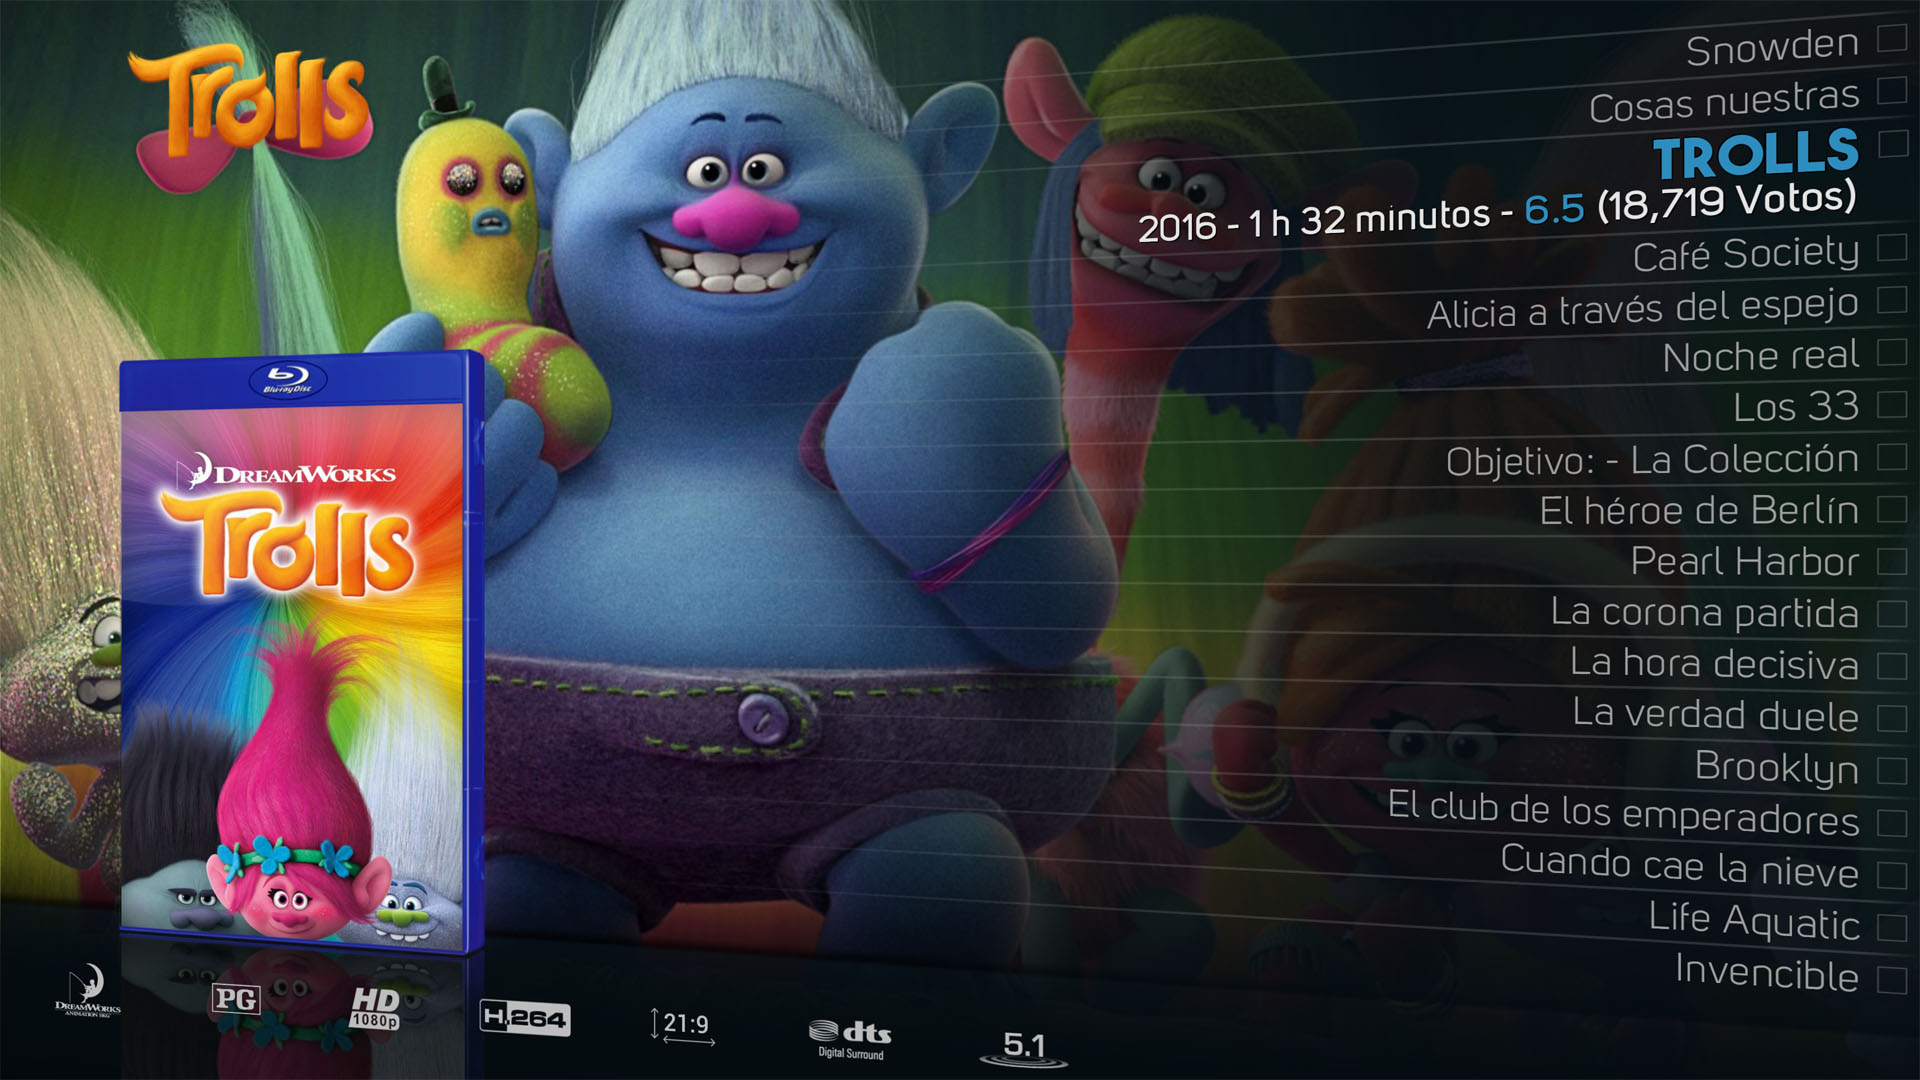 Trolls
Snowden
Cosas nuestras
TROLLS
2016 - 1 h 32 minutos - 6.5 (18,719 Votos)
Café Society
Alicia a través del espejo
Noche real
Los 33
Objetivo: - La Colección
El héroe de Berlín
Pearl Harbor
La corona partida
La hora decisiva
La verdad duele
Brooklyn
El club de los emperadores
Cuando cae la nieve
Life Aquatic
Invencible
Blu-ray Disc
DREAMWORKS
Trolls
DREAMWORKS
ANIMATION SKG
PG
HD
1080p
H.264
21:9
dts
Digital Surround
5.1